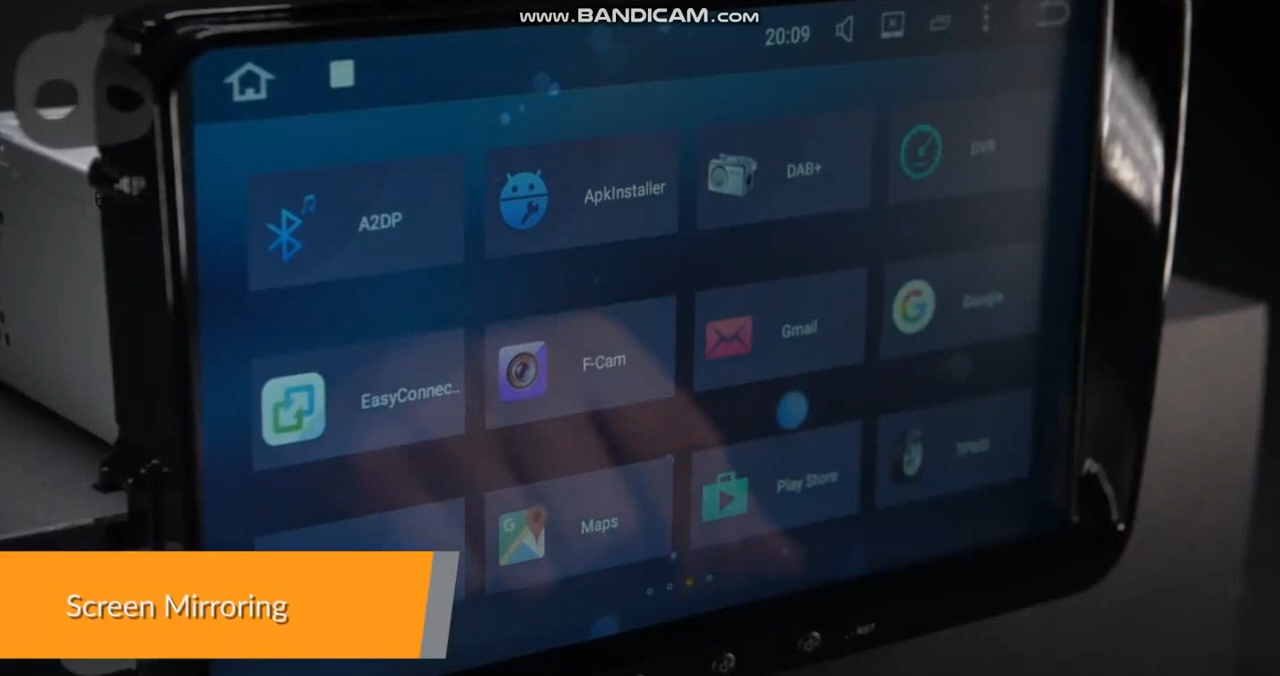 www.BANDICAM.com
20:09
A2DP
ApkInstaller
DAB+
DVR
EasyConnec..
F-Cam
Gmail
Google
Maps
Play Store
TPMS
Screen Mirroring